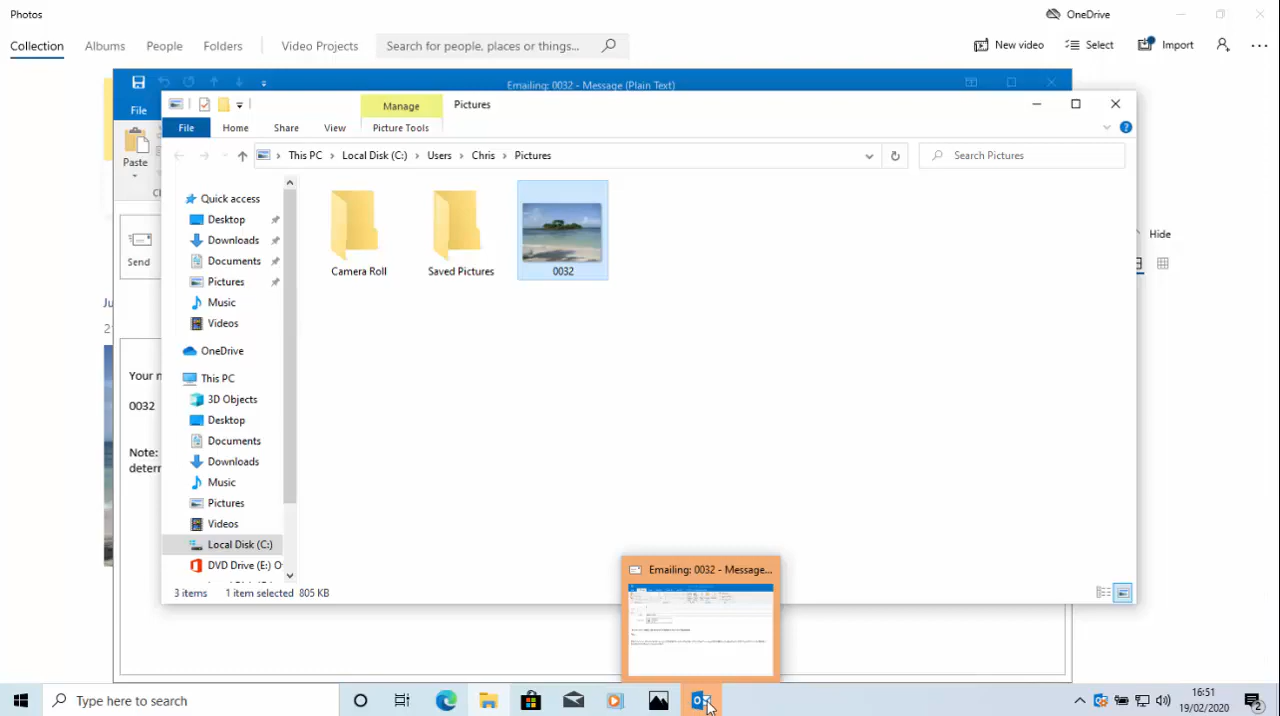 Photos
OneDrive
Collection Albums People Folders Video Projects Search for people, places or things... New video Select Import
Emailing: 0032 - Message (Plain Text)
File
Paste
Send
Your
0032
Note:
Manage Pictures
File Home Share View Picture Tools
This PC Local Disk (C:) Users Chris Pictures Search Pictures
Quick access
Desktop
Downloads
Documents
Pictures
Music
Videos
OneDrive
This PC
3D Objects
Desktop
Documents
Downloads
Music
Pictures
Videos
Local Disk (C:)
DVD Drive (E:) O
Camera Roll Saved Pictures 0032
Hide
3 items 1 item selected 805 KB
Emailing: 0032 - Message...
Type here to search
16:51
19/02/2020
2